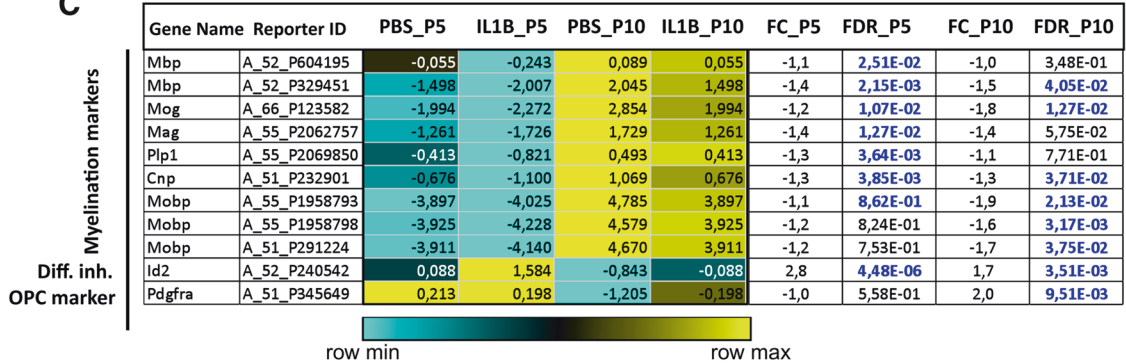 C
Gene Name Reporter ID PBS_P5 IL1B_P5 PBS_P10 IL1B_P10 FC_P5 FDR_P5 FC_P10 FDR_P10
Myelination markers
Mbp A_52_P604195 -0,055 -0,243 0,089 0,055 -1,1 2,51E-02 -1,0 3,48E-01
Mbp A_52_P329451 -1,498 -2,007 2,045 1,498 -1,4 2,15E-03 -1,5 4,05E-02
Mog A_66_P123582 -1,994 -2,272 2,854 1,994 -1,2 1,07E-02 -1,8 1,27E-02
Mag A_55_P2062757 -1,261 -1,726 1,729 1,261 -1,4 1,27E-02 -1,4 5,75E-02
Plp1 A_55_P2069850 -0,413 -0,821 0,493 0,413 -1,3 3,64E-03 -1,1 7,71E-01
Cnp A_51_P232901 -0,676 -1,100 1,069 0,676 -1,3 3,85E-03 -1,3 3,71E-02
Mobp A_55_P1958793 -3,897 -4,025 4,785 3,897 -1,1 8,62E-01 -1,9 2,13E-02
Mobp A_55_P1958798 -3,925 -4,228 4,579 3,925 -1,2 8,24E-01 -1,6 3,17E-03
Mobp A_51_P291224 -3,911 -4,140 4,670 3,911 -1,2 7,53E-01 -1,7 3,75E-02
Diff. inh. Id2 A_52_P240542 0,088 1,584 -0,843 -0,088 2,8 4,48E-06 1,7 3,51E-03
OPC marker Pdgfra A_51_P345649 0,213 0,198 -1,205 -0,198 -1,0 5,58E-01 2,0 9,51E-03
row min row max